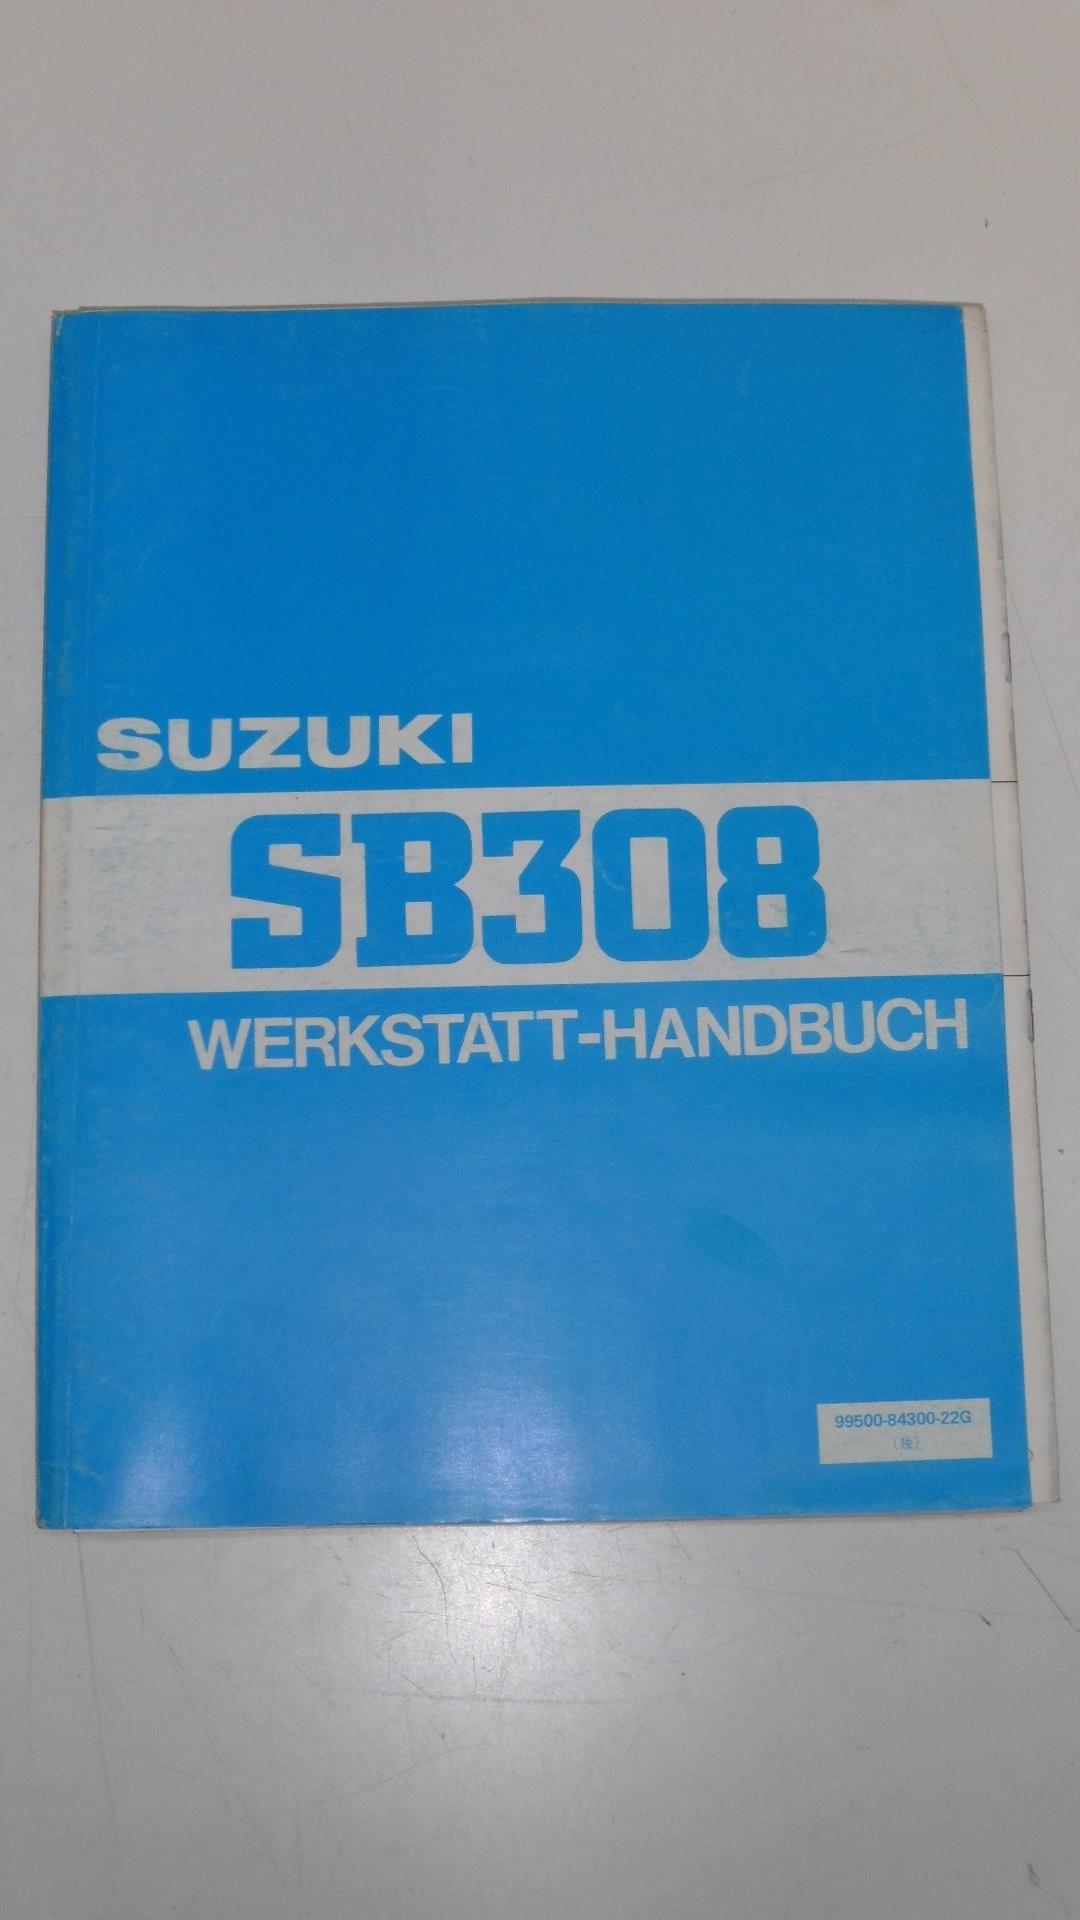 SUZUKI
SB308
WERKSTATT-HANDBUCH
99500-84300-22G
(独)